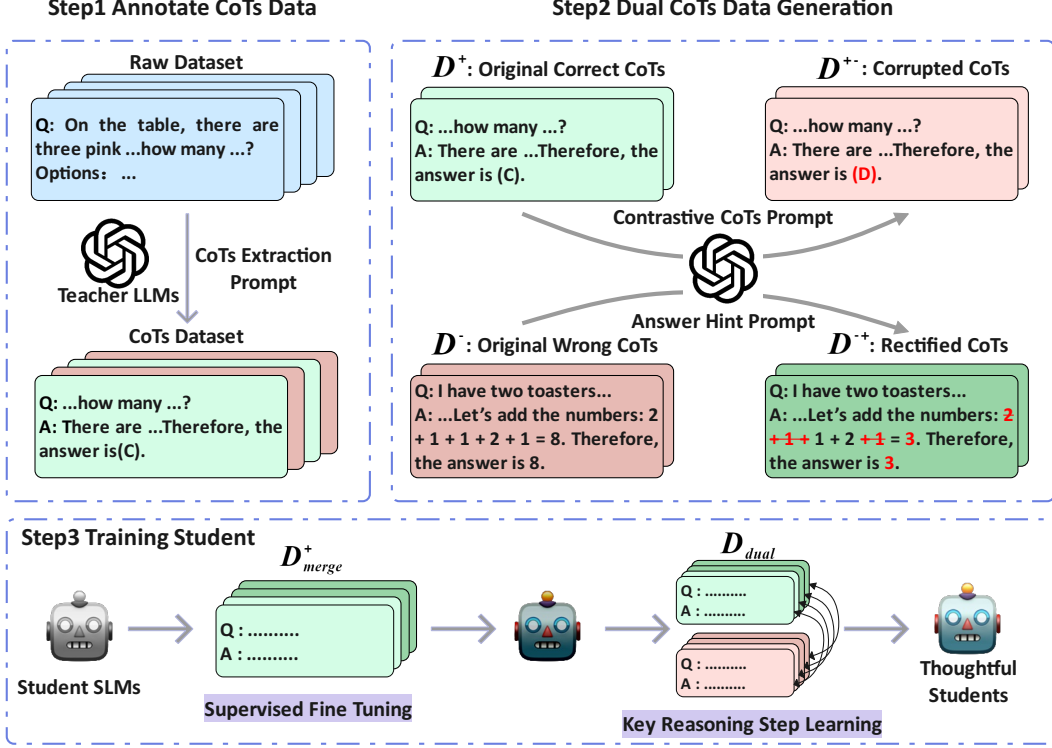 Step1 Annotate CoTs Data
Raw Dataset
Q: On the table, there are
three pink ...how many ...?
Options: ...
Teacher LLMs
CoTs Extraction
Prompt
CoTs Dataset
Q: ...how many ...?
A: There are ...Therefore, the
answer is(C).
Step2 Dual CoTs Data Generation
D⁺: Original Correct CoTs
Q: ...how many ...?
A: There are ...Therefore, the
answer is (C).
D⁺⁻: Corrupted CoTs
Q: ...how many ...?
A: There are ...Therefore, the
answer is (D).
Contrastive CoTs Prompt
Answer Hint Prompt
D⁻: Original Wrong CoTs
Q: I have two toasters...
A: ...Let's add the numbers: 2
+ 1 + 1 + 2 + 1 = 8. Therefore,
the answer is 8.
D⁻⁺: Rectified CoTs
Q: I have two toasters...
A: ...Let's add the numbers: 2
+ 1 + 1 + 2 + 1 = 3. Therefore,
the answer is 3.
Step3 Training Student
Student SLMs
D⁺merge
Q : ..........
A : ..........
Supervised Fine Tuning
D dual
Q : ..........
A : ..........
Q : ..........
A : ..........
Key Reasoning Step Learning
Thoughtful
Students